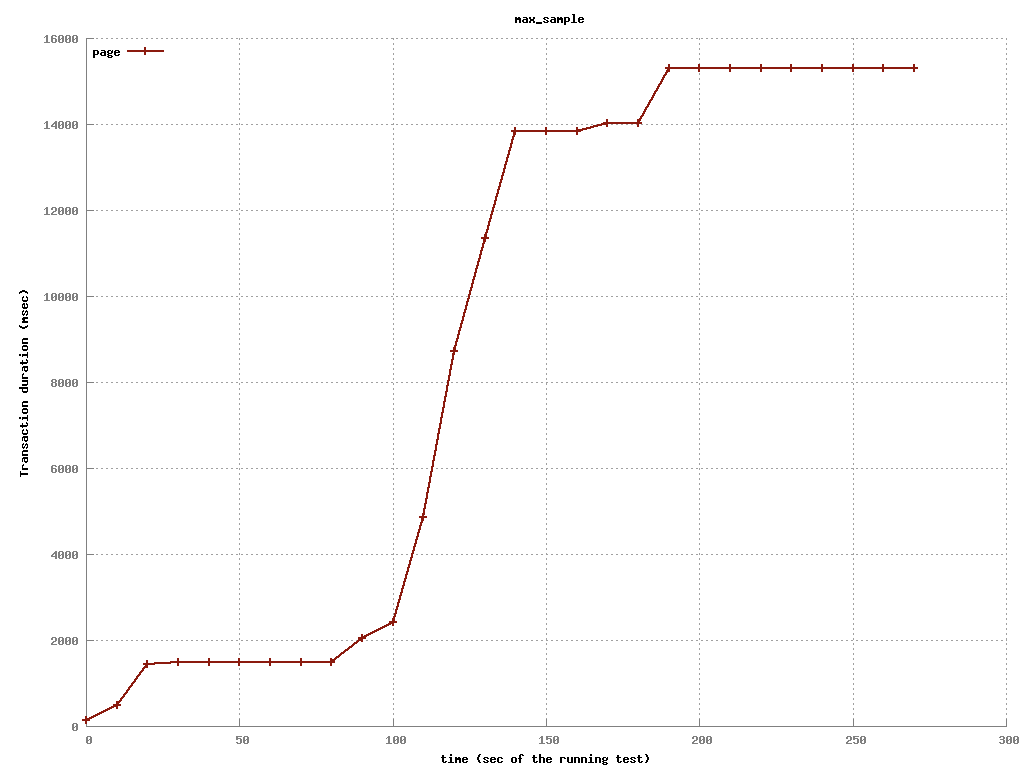 max_sample
page
16000
14000
12000
10000
8000
6000
4000
2000
0
Transaction duration (msec)
0 50 100 150 200 250 300
time (sec of the running test)